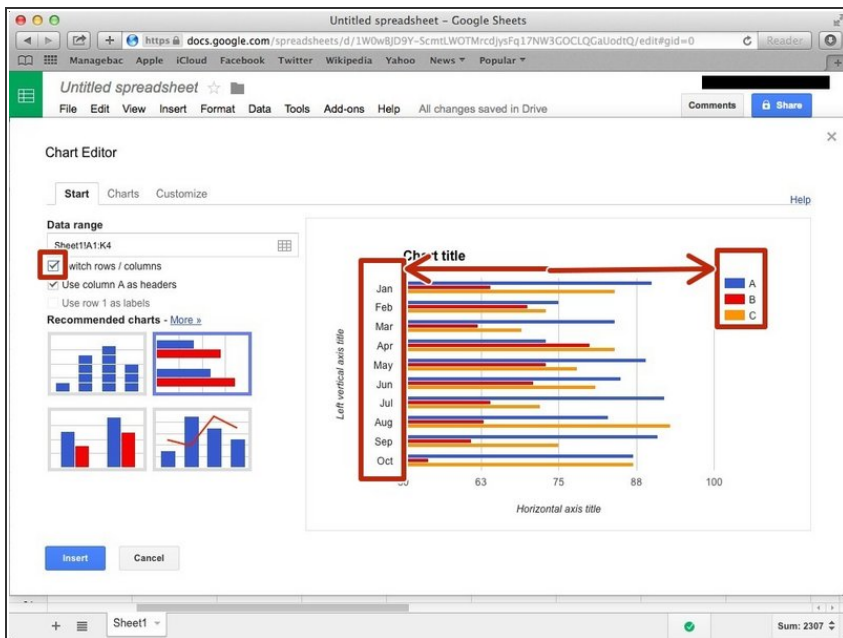 Untitled spreadsheet – Google Sheets
https docs.google.com/spreadsheets/d/1W0wBJD9Y-ScmtLWOTMrcdjysFq17NW3GOCLQGaUodtQ/edit#gid=0
Reader
Managebac Apple iCloud Facebook Twitter Wikipedia Yahoo News Popular
Untitled spreadsheet
File Edit View Insert Format Data Tools Add-ons Help All changes saved in Drive
Comments Share
Chart Editor
Start Charts Customize
Help
Data range
Sheet1!A1:K4
witch rows / columns
Use column A as headers
Use row 1 as labels
Recommended charts - More »
Chart title
A
B
C
Left vertical axis title
Jan
Feb
Mar
Apr
May
Jun
Jul
Aug
Sep
Oct
50 63 75 88 100
Horizontal axis title
Insert Cancel
Sheet1
Sum: 2307